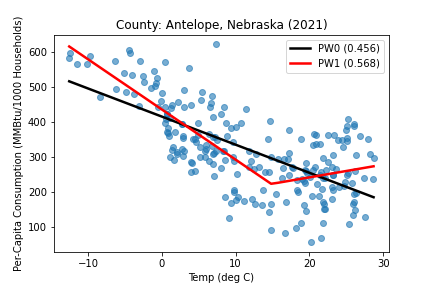 County: Antelope, Nebraska (2021)
PW0 (0.456)
PW1 (0.568)
Per-Capita Consumption (MMBtu/1000 Households)
600
500
400
300
200
100
−10
0
10
20
30
Temp (deg C)